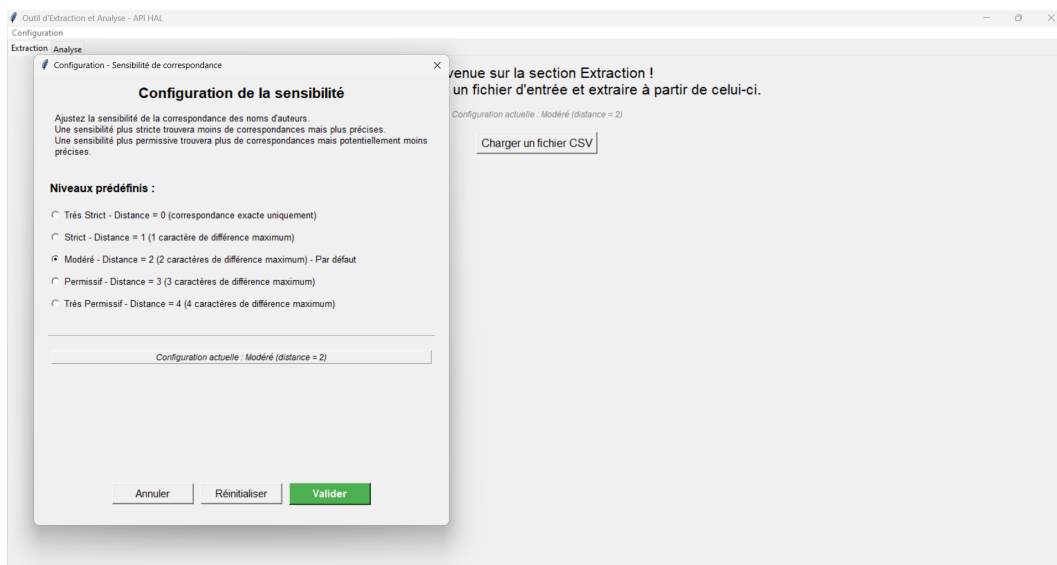 Outil d'Extraction et Analyse - API HAL
Configuration
Extraction Analyse
Configuration - Sensibilité de correspondance
Configuration de la sensibilité
Ajustez la sensibilité de la correspondance des noms d'auteurs.
Une sensibilité plus stricte trouvera moins de correspondances mais plus précises.
Une sensibilité plus permissive trouvera plus de correspondances mais potentiellement moins
précises.
Niveaux prédéfinis :
Très Strict - Distance = 0 (correspondance exacte uniquement)
Strict - Distance = 1 (1 caractère de différence maximum)
Modéré - Distance = 2 (2 caractères de différence maximum) - Par défaut
Permissif - Distance = 3 (3 caractères de différence maximum)
Très Permissif - Distance = 4 (4 caractères de différence maximum)
Configuration actuelle : Modéré (distance = 2)
Annuler Réinitialiser Valider
venue sur la section Extraction !
un fichier d'entrée et extraire à partir de celui-ci.
Configuration actuelle : Modéré (distance = 2)
Charger un fichier CSV